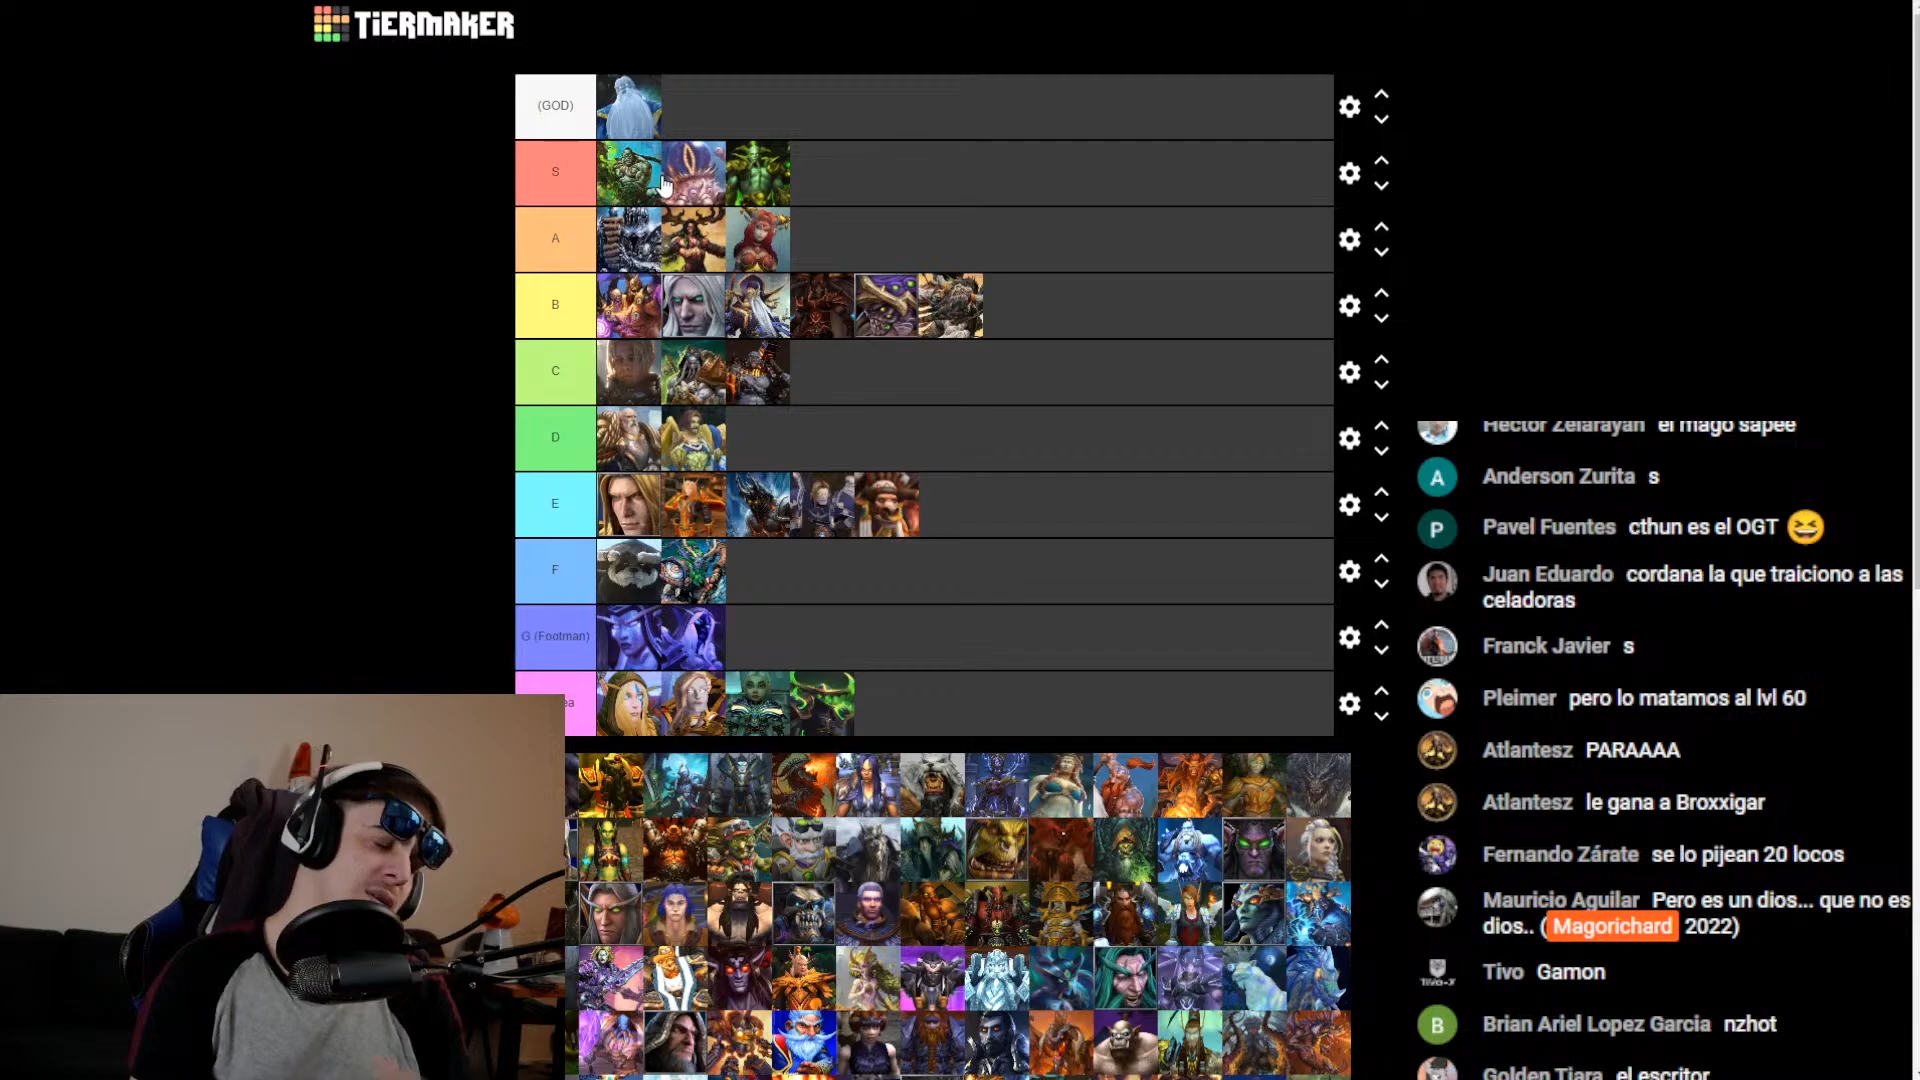 TiERMAKER
(GOD)
S
A
B
C
D
E
F
G (Footman)
ea
Hector Zelarayan el mago sapee
A Anderson Zurita s
P Pavel Fuentes cthun es el OGT 😆
Juan Eduardo cordana la que traiciono a las
celadoras
Franck Javier s
Pleimer pero lo matamos al lvl 60
Atlantesz PARAAAA
Atlantesz le gana a Broxxigar
Fernando Zárate se lo pijean 20 locos
Mauricio Aguilar Pero es un dios... que no es
dios.. ( Magorichard 2022)
Tivo Gamon
B Brian Ariel Lopez Garcia nzhot
Golden Tiara el escritor